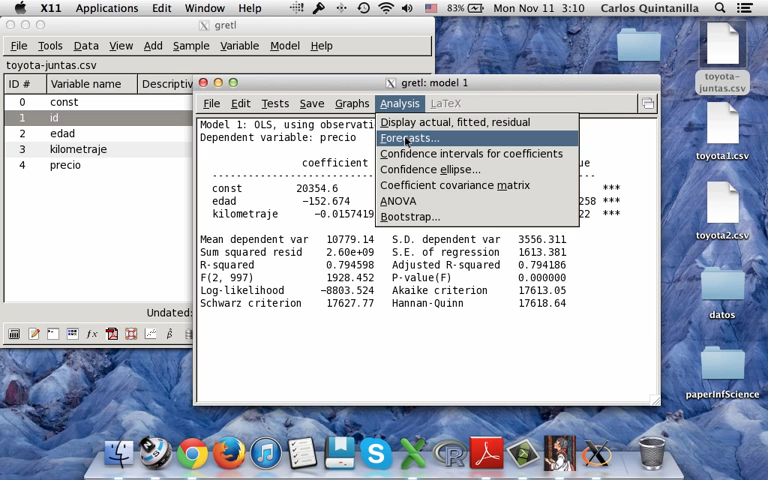 X11 Applications Window Help 83% Mon Nov 11 3:10 Carlos Quintanilla
gretl
File Tools Data View Add Sample Variable Model Help
toyota-juntas.csv
ID # Variable name Descriptiv
0 const
1 id
2 edad
3 kilometraje
4 precio
Undated:
gretl: model 1
File Edit Tests Save Graphs Analysis LaTeX
Display actual, fitted, residual
Forecasts...
Confidence intervals for coefficients
Confidence ellipse...
Coefficient covariance matrix
ANOVA
Bootstrap...
Model 1: OLS, using observati
Dependent variable: precio
coefficient ue
const 20354.6 ***
edad −152.674 258 ***
kilometraje −0.0157419 22 ***
Mean dependent var 10779.14 S.D. dependent var 3556.311
Sum squared resid 2.60e+09 S.E. of regression 1613.381
R-squared 0.794598 Adjusted R-squared 0.794186
F(2, 997) 1928.452 P-value(F) 0.000000
Log-likelihood −8803.524 Akaike criterion 17613.05
Schwarz criterion 17627.77 Hannan-Quinn 17618.64
toyota-juntas.csv
toyota1.csv
toyota2.csv
datos
paperInfScience